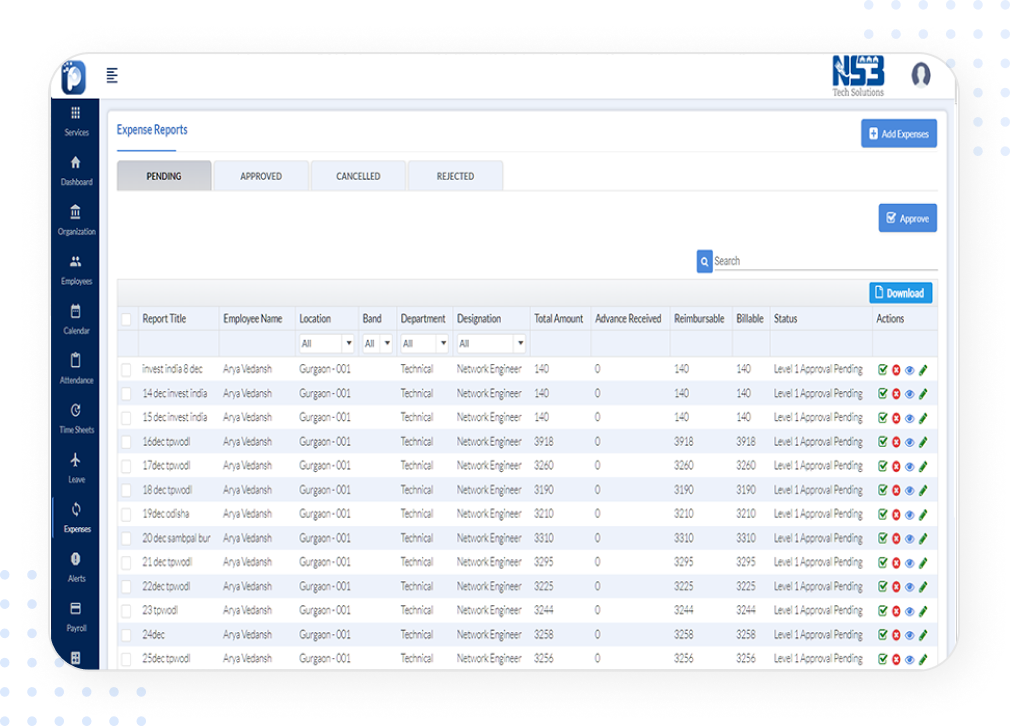 NS3
Tech Solutions
Services
Dashboard
Organization
Employees
Calendar
Attendance
Time Sheets
Leave
Expenses
Alerts
Payroll
Expense Reports
Add Expenses
PENDING APPROVED CANCELLED REJECTED
Approve
Search
Download
Report Title Employee Name Location Band Department Designation Total Amount Advance Received Reimbursable Billable Status Actions
All All All All
invest india 8 dec Arya Vedansh Gurgaon - 001 Technical Network Engineer 140 0 140 140 Level 1 Approval Pending
14 dec invest india Arya Vedansh Gurgaon - 001 Technical Network Engineer 140 0 140 140 Level 1 Approval Pending
15 dec invest india Arya Vedansh Gurgaon - 001 Technical Network Engineer 140 0 140 140 Level 1 Approval Pending
16dec tpwodl Arya Vedansh Gurgaon - 001 Technical Network Engineer 3918 0 3918 3918 Level 1 Approval Pending
17dec tpwodl Arya Vedansh Gurgaon - 001 Technical Network Engineer 3260 0 3260 3260 Level 1 Approval Pending
18 dec tpwodl Arya Vedansh Gurgaon - 001 Technical Network Engineer 3190 0 3190 3190 Level 1 Approval Pending
19dec odisha Arya Vedansh Gurgaon - 001 Technical Network Engineer 3210 0 3210 3210 Level 1 Approval Pending
20 dec sambpal bur Arya Vedansh Gurgaon - 001 Technical Network Engineer 3310 0 3310 3310 Level 1 Approval Pending
21 dec tpwodl Arya Vedansh Gurgaon - 001 Technical Network Engineer 3295 0 3295 3295 Level 1 Approval Pending
22dec tpwodl Arya Vedansh Gurgaon - 001 Technical Network Engineer 3225 0 3225 3225 Level 1 Approval Pending
23 tpwodl Arya Vedansh Gurgaon - 001 Technical Network Engineer 3244 0 3244 3244 Level 1 Approval Pending
24dec Arya Vedansh Gurgaon - 001 Technical Network Engineer 3258 0 3258 3258 Level 1 Approval Pending
25dec tpwodl Arya Vedansh Gurgaon - 001 Technical Network Engineer 3256 0 3256 3256 Level 1 Approval Pending